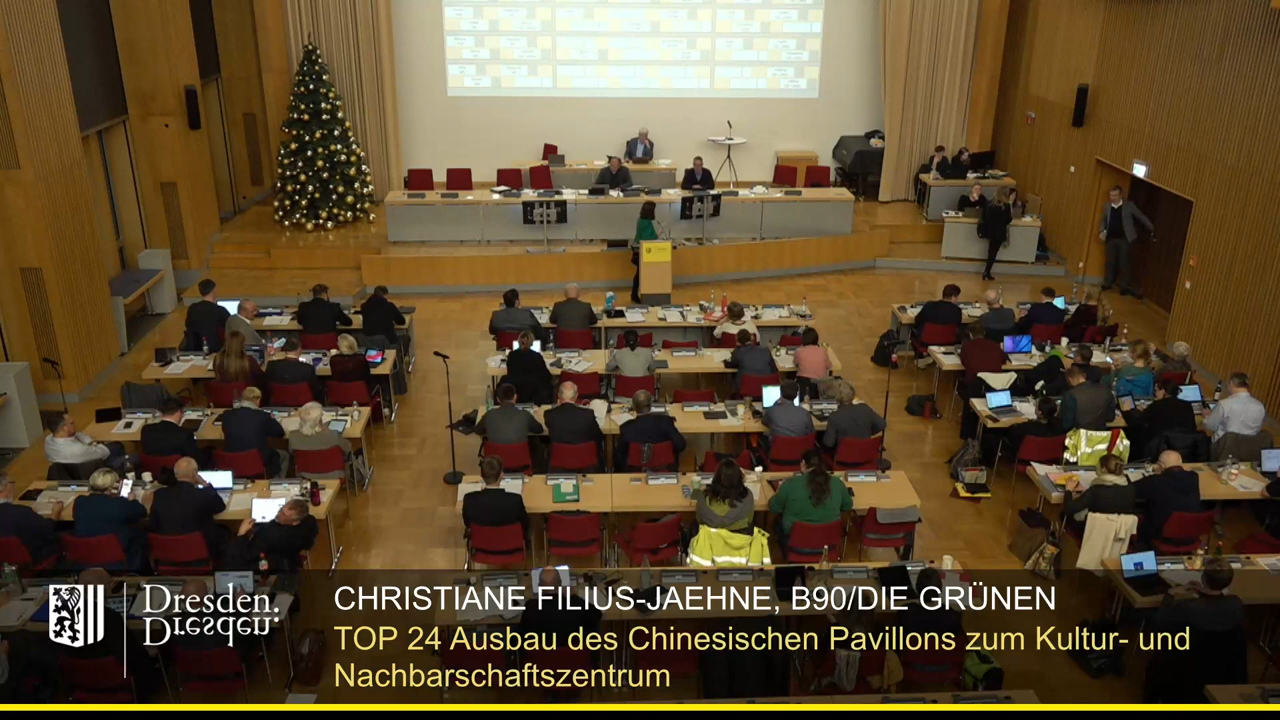 Dresden.
Dresden.
CHRISTIANE FILIUS-JAEHNE, B90/DIE GRÜNEN
TOP 24 Ausbau des Chinesischen Pavillons zum Kultur- und
Nachbarschaftszentrum